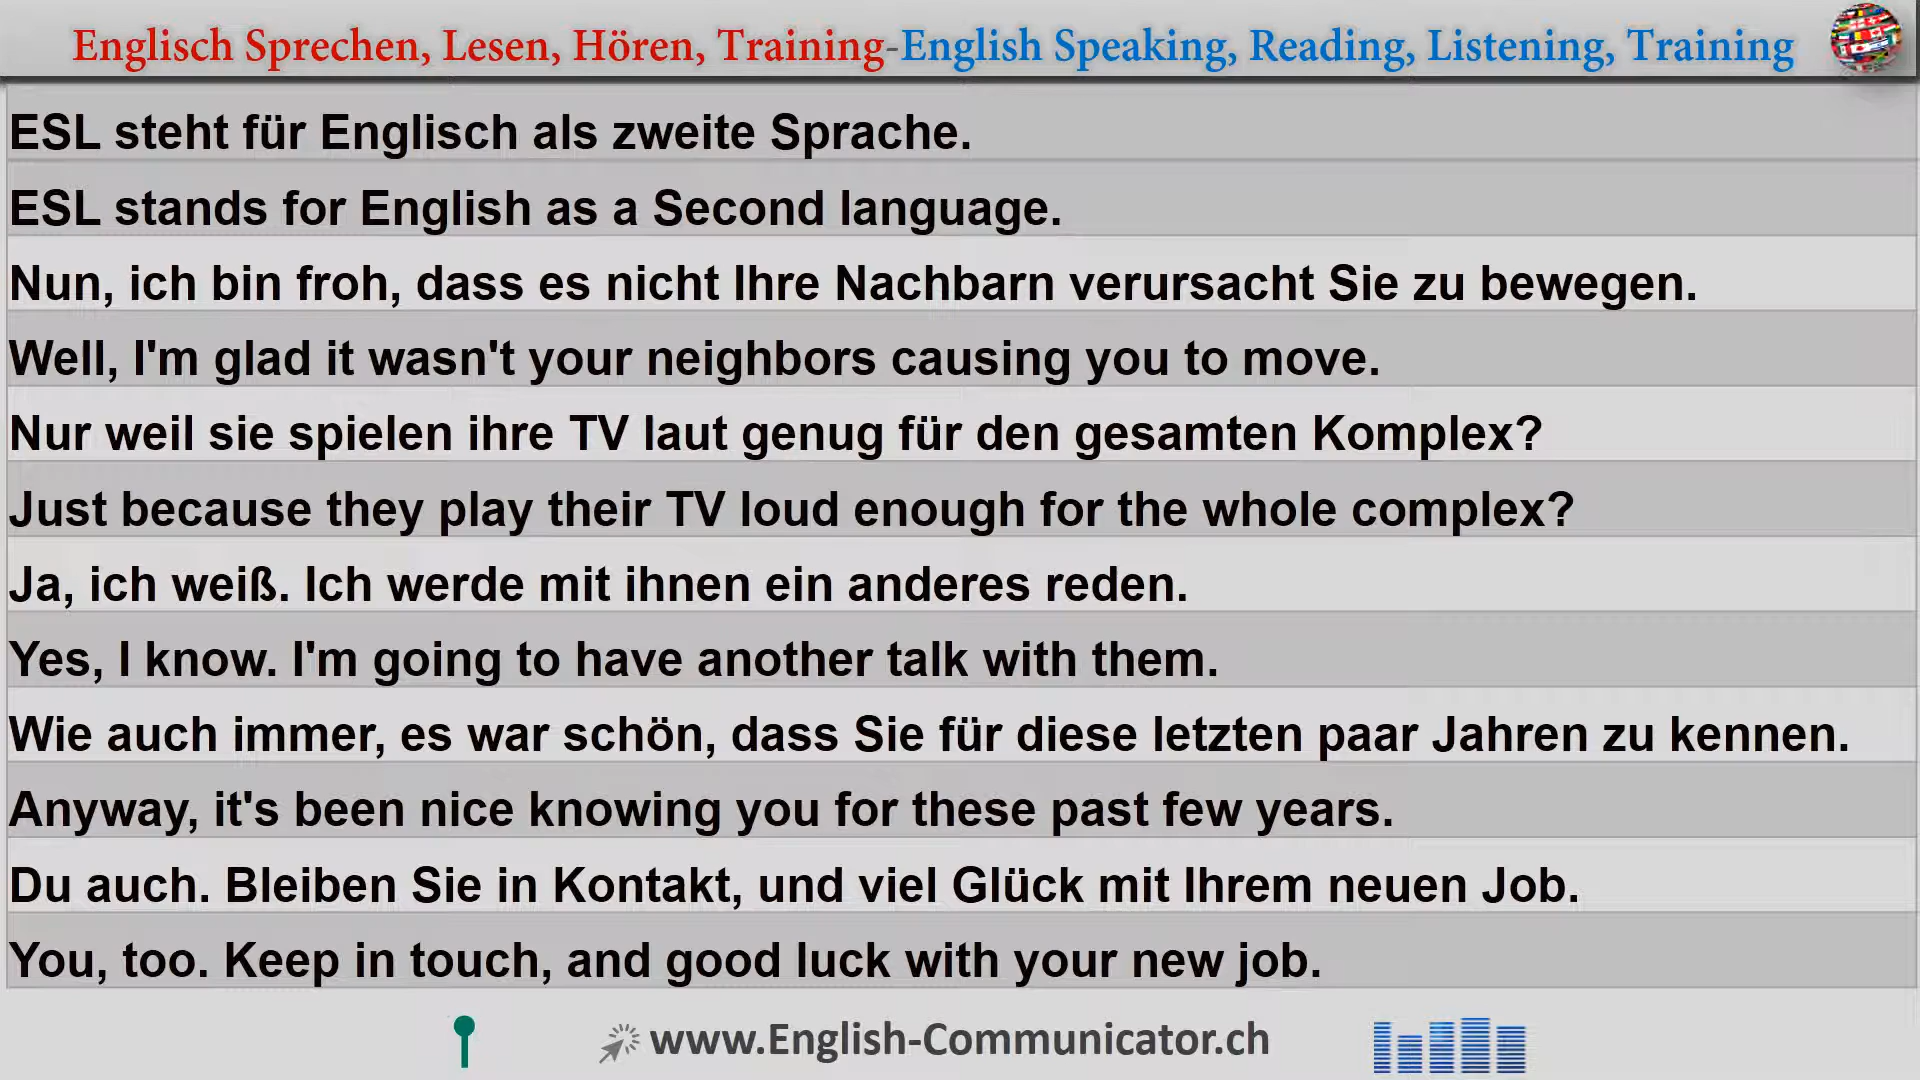 Englisch Sprechen, Lesen, Hören, Training-English Speaking, Reading, Listening, Training
ESL steht für Englisch als zweite Sprache.
ESL stands for English as a Second language.
Nun, ich bin froh, dass es nicht Ihre Nachbarn verursacht Sie zu bewegen.
Well, I'm glad it wasn't your neighbors causing you to move.
Nur weil sie spielen ihre TV laut genug für den gesamten Komplex?
Just because they play their TV loud enough for the whole complex?
Ja, ich weiß. Ich werde mit ihnen ein anderes reden.
Yes, I know. I'm going to have another talk with them.
Wie auch immer, es war schön, dass Sie für diese letzten paar Jahren zu kennen.
Anyway, it's been nice knowing you for these past few years.
Du auch. Bleiben Sie in Kontakt, und viel Glück mit Ihrem neuen Job.
You, too. Keep in touch, and good luck with your new job.
www.English-Communicator.ch